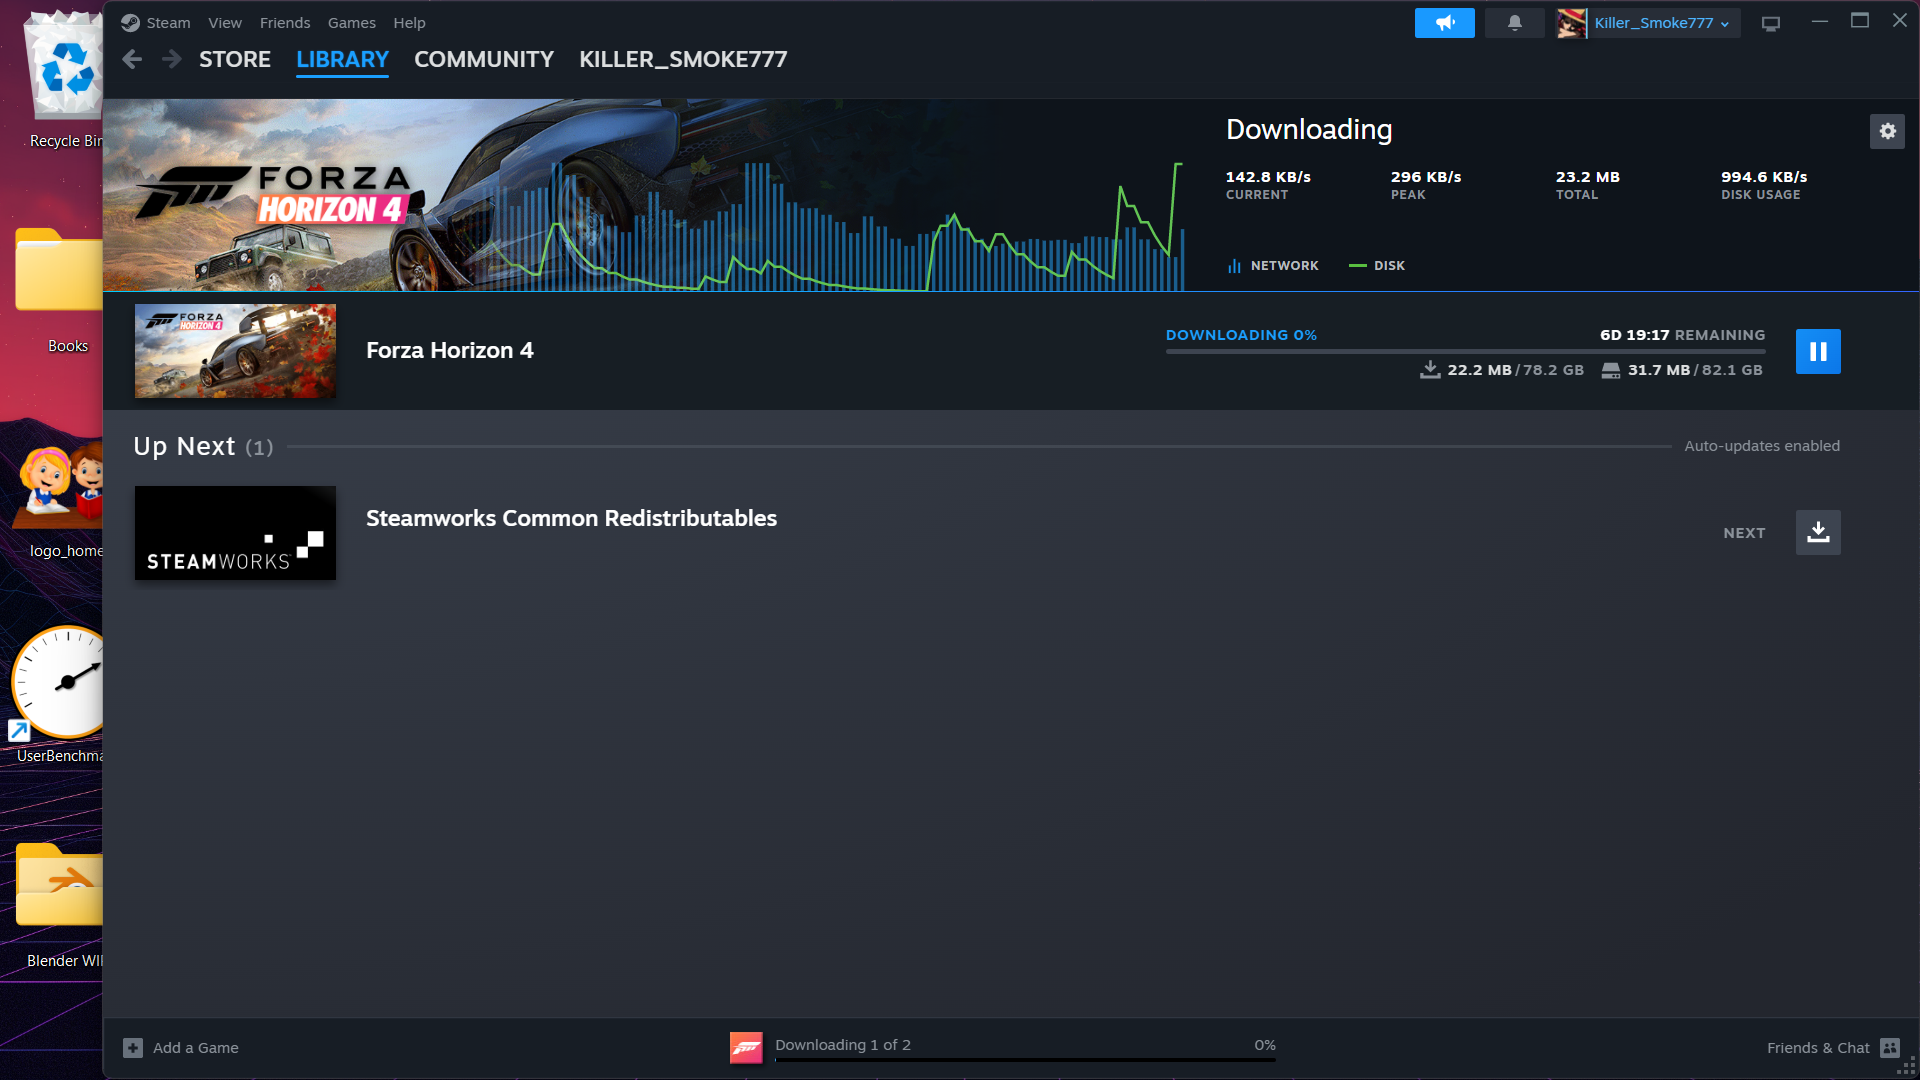 Steam View Friends Games Help
Killer_Smoke777
STORE LIBRARY COMMUNITY KILLER_SMOKE777
Recycle Bin
FORZA
HORIZON 4
Downloading
142.8 KB/s 296 KB/s 23.2 MB 994.6 KB/s
CURRENT PEAK TOTAL DISK USAGE
NETWORK DISK
Books
FORZA
HORIZON 4
Forza Horizon 4
DOWNLOADING 0% 6D 19:17 REMAINING
22.2 MB / 78.2 GB 31.7 MB / 82.1 GB
Up Next (1) Auto-updates enabled
logo_home
STEAMWORKS
Steamworks Common Redistributables
NEXT
UserBenchma
Blender WI
Add a Game
Downloading 1 of 2 0%
Friends & Chat